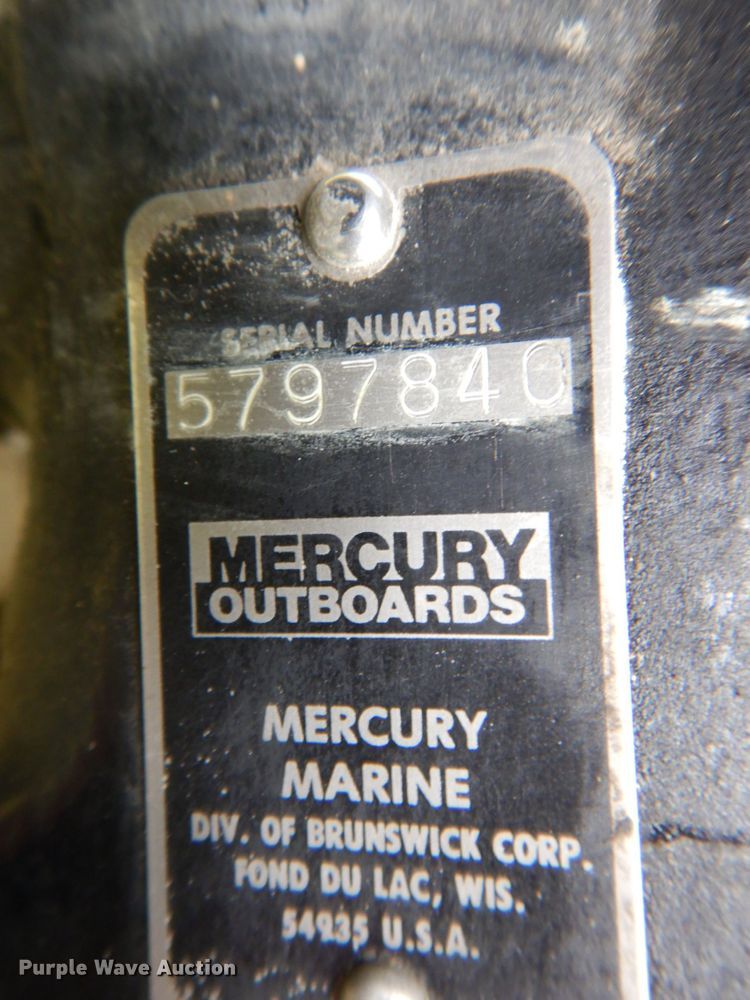 SERIAL NUMBER
5797840
MERCURY
OUTBOARDS
MERCURY
MARINE
DIV. OF BRUNSWICK CORP.
FOND DU LAC, WIS.
54935 U.S.A.
Purple Wave Auction